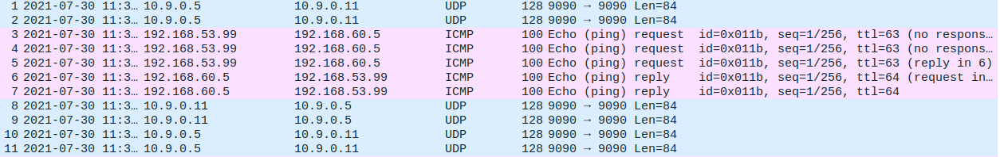 1 2021-07-30 11:3… 10.9.0.5 10.9.0.11 UDP 128 9090 → 9090 Len=84
2 2021-07-30 11:3… 10.9.0.5 10.9.0.11 UDP 128 9090 → 9090 Len=84
3 2021-07-30 11:3… 192.168.53.99 192.168.60.5 ICMP 100 Echo (ping) request id=0x011b, seq=1/256, ttl=63 (no respons…
4 2021-07-30 11:3… 192.168.53.99 192.168.60.5 ICMP 100 Echo (ping) request id=0x011b, seq=1/256, ttl=63 (no respons…
5 2021-07-30 11:3… 192.168.53.99 192.168.60.5 ICMP 100 Echo (ping) request id=0x011b, seq=1/256, ttl=63 (reply in 6)
6 2021-07-30 11:3… 192.168.60.5 192.168.53.99 ICMP 100 Echo (ping) reply id=0x011b, seq=1/256, ttl=64 (request in…
7 2021-07-30 11:3… 192.168.60.5 192.168.53.99 ICMP 100 Echo (ping) reply id=0x011b, seq=1/256, ttl=64
8 2021-07-30 11:3… 10.9.0.11 10.9.0.5 UDP 128 9090 → 9090 Len=84
9 2021-07-30 11:3… 10.9.0.11 10.9.0.5 UDP 128 9090 → 9090 Len=84
10 2021-07-30 11:3… 10.9.0.5 10.9.0.11 UDP 128 9090 → 9090 Len=84
11 2021-07-30 11:3… 10.9.0.5 10.9.0.11 UDP 128 9090 → 9090 Len=84